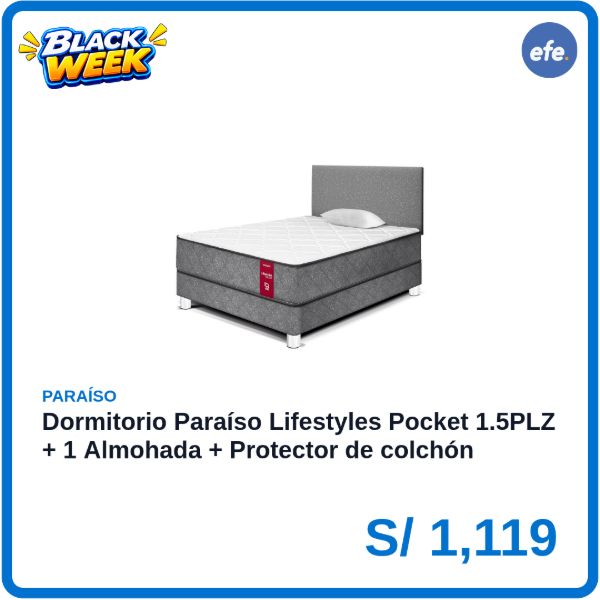 BLACK
WEEK
efe.
PARAÍSO
Dormitorio Paraíso Lifestyles Pocket 1.5PLZ
+ 1 Almohada + Protector de colchón
S/ 1,119